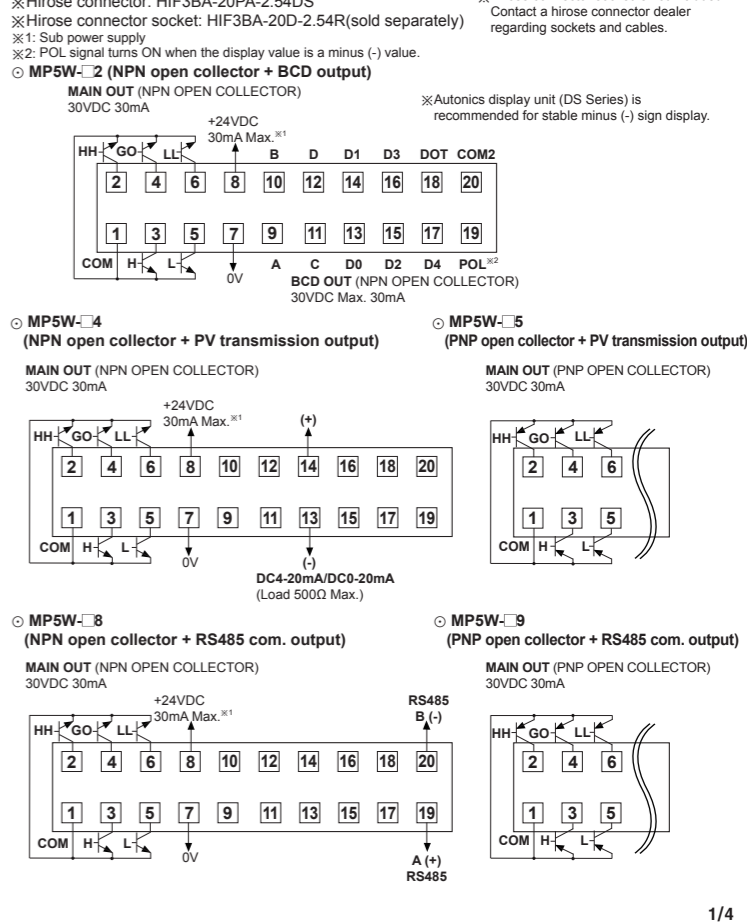 ※Hirose connector: HIF3BA-20PA-2.54DS
※Hirose connector socket: HIF3BA-20D-2.54R(sold separately)
※1: Sub power supply
※2: POL signal turns ON when the display value is a minus (-) value.
Contact a hirose connector dealer
regarding sockets and cables.
⊙ MP5W-□2 (NPN open collector + BCD output)
MAIN OUT (NPN OPEN COLLECTOR)
30VDC 30mA
※Autonics display unit (DS Series) is
recommended for stable minus (-) sign display.
+24VDC
30mA Max.※1
HH GO LL B D D1 D3 DOT COM2
2 4 6 8 10 12 14 16 18 20
1 3 5 7 9 11 13 15 17 19
COM H L 0V A C D0 D2 D4 POL※2
BCD OUT (NPN OPEN COLLECTOR)
30VDC Max. 30mA
⊙ MP5W-□4
(NPN open collector + PV transmission output)
MAIN OUT (NPN OPEN COLLECTOR)
30VDC 30mA
+24VDC
30mA Max.※1 (+)
HH GO LL
2 4 6 8 10 12 14 16 18 20
1 3 5 7 9 11 13 15 17 19
COM H L 0V (-)
DC4-20mA/DC0-20mA
(Load 500Ω Max.)
⊙ MP5W-□5
(PNP open collector + PV transmission output)
MAIN OUT (PNP OPEN COLLECTOR)
30VDC 30mA
HH GO LL
2 4 6
1 3 5
COM H L
⊙ MP5W-□8
(NPN open collector + RS485 com. output)
MAIN OUT (NPN OPEN COLLECTOR)
30VDC 30mA
+24VDC
30mA Max.※1
RS485
B (-)
HH GO LL
2 4 6 8 10 12 14 16 18 20
1 3 5 7 9 11 13 15 17 19
COM H L 0V
A (+)
RS485
⊙ MP5W-□9
(PNP open collector + RS485 com. output)
MAIN OUT (PNP OPEN COLLECTOR)
30VDC 30mA
HH GO LL
2 4 6
1 3 5
COM H L
1/4